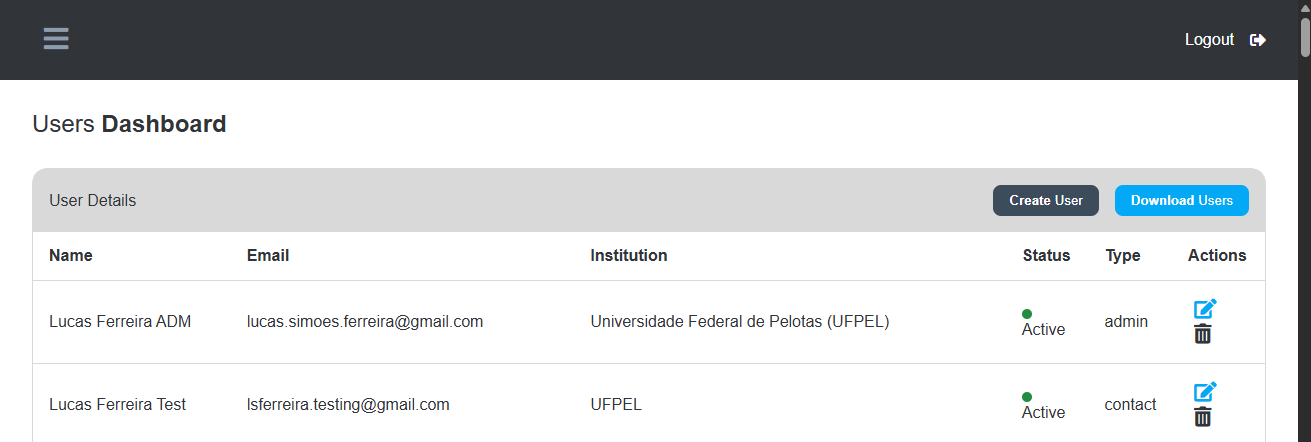 Logout
Users Dashboard
User Details
Create User
Download Users
Name Email Institution Status Type Actions
Lucas Ferreira ADM lucas.simoes.ferreira@gmail.com Universidade Federal de Pelotas (UFPEL) Active admin
Lucas Ferreira Test lsferreira.testing@gmail.com UFPEL Active contact